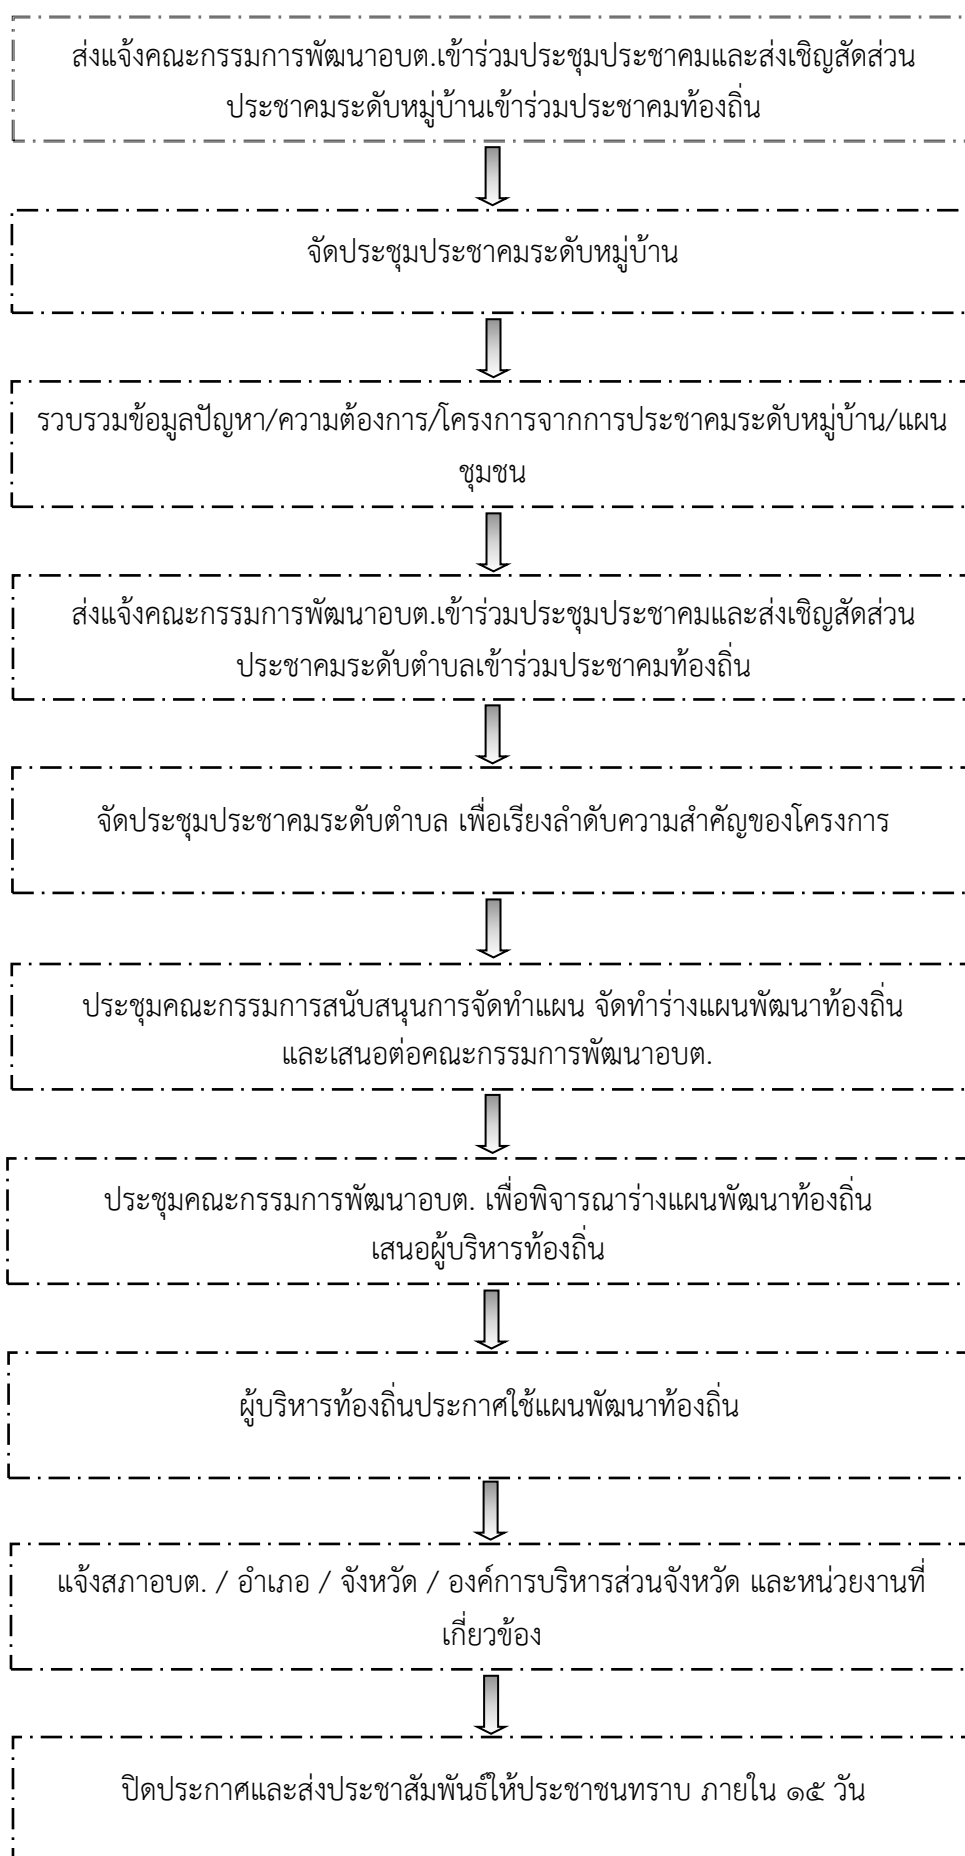 ส่งแจ้งคณะกรรมการพัฒนาอบต.เข้าร่วมประชุมประชาคมและส่งเชิญสัดส่วน
ประชาคมระดับหมู่บ้านเข้าร่วมประชาคมท้องถิ่น
จัดประชุมประชาคมระดับหมู่บ้าน
รวบรวมข้อมูลปัญหา/ความต้องการ/โครงการจากการประชาคมระดับหมู่บ้าน/แผน
ชุมชน
ส่งแจ้งคณะกรรมการพัฒนาอบต.เข้าร่วมประชุมประชาคมและส่งเชิญสัดส่วน
ประชาคมระดับตำบลเข้าร่วมประชาคมท้องถิ่น
จัดประชุมประชาคมระดับตำบล เพื่อเรียงลำดับความสำคัญของโครงการ
ประชุมคณะกรรมการสนับสนุนการจัดทำแผน จัดทำร่างแผนพัฒนาท้องถิ่น
และเสนอต่อคณะกรรมการพัฒนาอบต.
ประชุมคณะกรรมการพัฒนาอบต. เพื่อพิจารณาร่างแผนพัฒนาท้องถิ่น
เสนอผู้บริหารท้องถิ่น
ผู้บริหารท้องถิ่นประกาศใช้แผนพัฒนาท้องถิ่น
แจ้งสภาอบต. / อำเภอ / จังหวัด / องค์การบริหารส่วนจังหวัด และหน่วยงานที่
เกี่ยวข้อง
ปิดประกาศและส่งประชาสัมพันธ์ให้ประชาชนทราบ ภายใน ๑๕ วัน